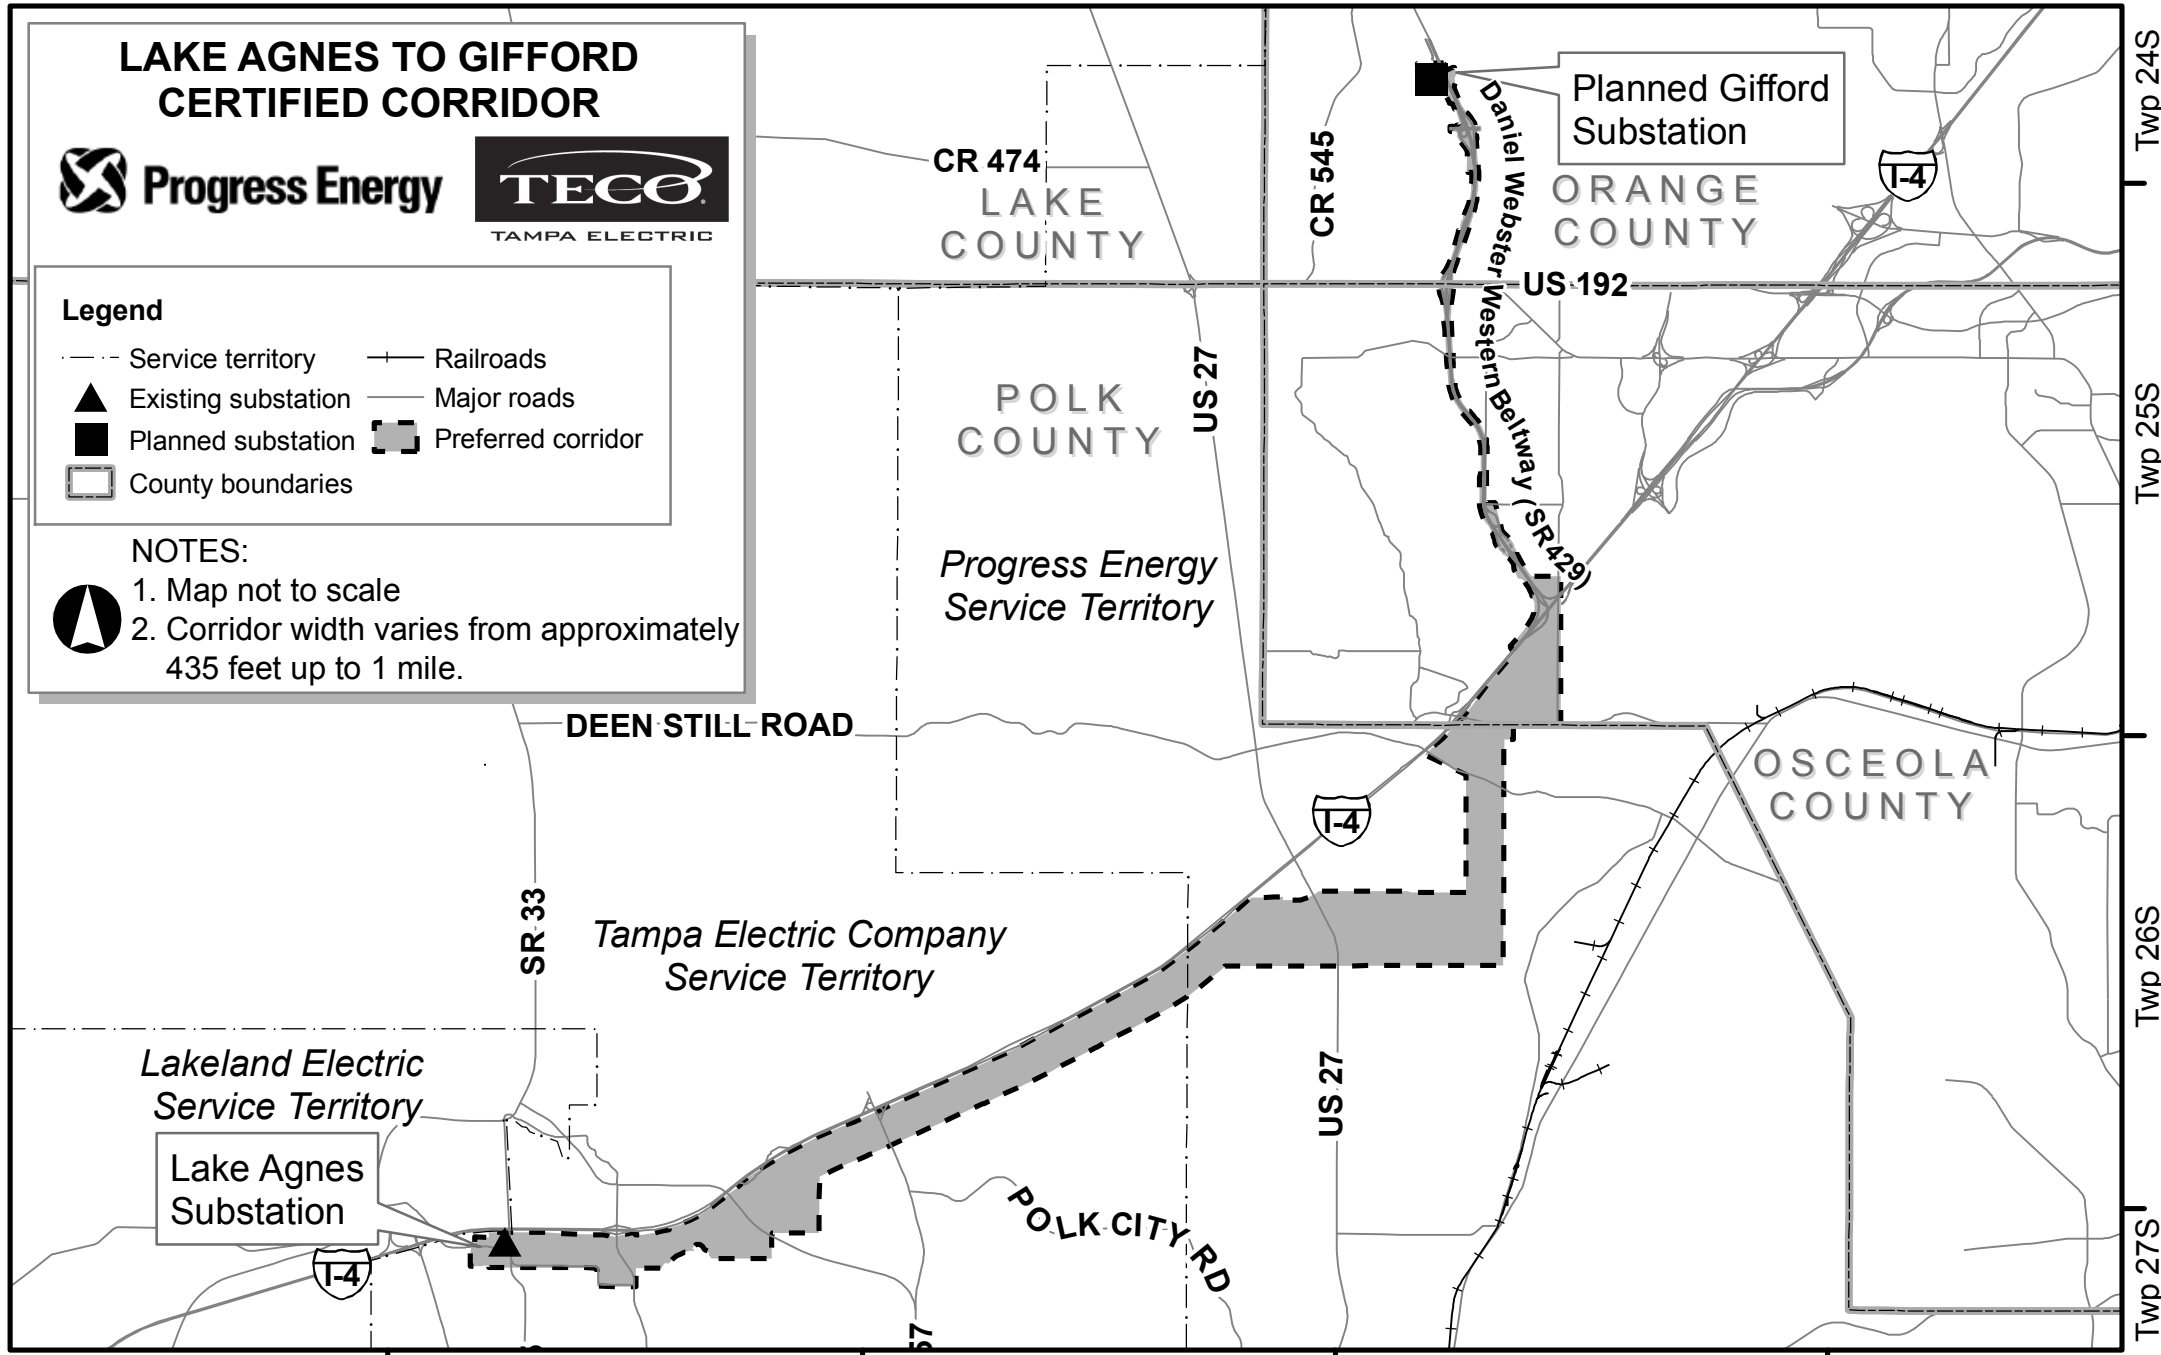 LAKE AGNES TO GIFFORD
CERTIFIED CORRIDOR
Progress Energy
TECO
TAMPA ELECTRIC
Legend
Service territory
Railroads
Existing substation
Major roads
Planned substation
Preferred corridor
County boundaries
NOTES:
1. Map not to scale
2. Corridor width varies from approximately
435 feet up to 1 mile.
Planned Gifford
Substation
Twp 24S
CR 474
LAKE
COUNTY
CR 545
Daniel Webster Western Beltway (SR 429)
ORANGE
COUNTY
I-4
US 192
US 27
POLK
COUNTY
Twp 25S
Progress Energy
Service Territory
DEEN STILL ROAD
OSCEOLA
COUNTY
I-4
SR 33
Tampa Electric Company
Service Territory
Twp 26S
Lakeland Electric
Service Territory
US 27
Lake Agnes
Substation
POLK CITY RD
I-4
57
Twp 27S